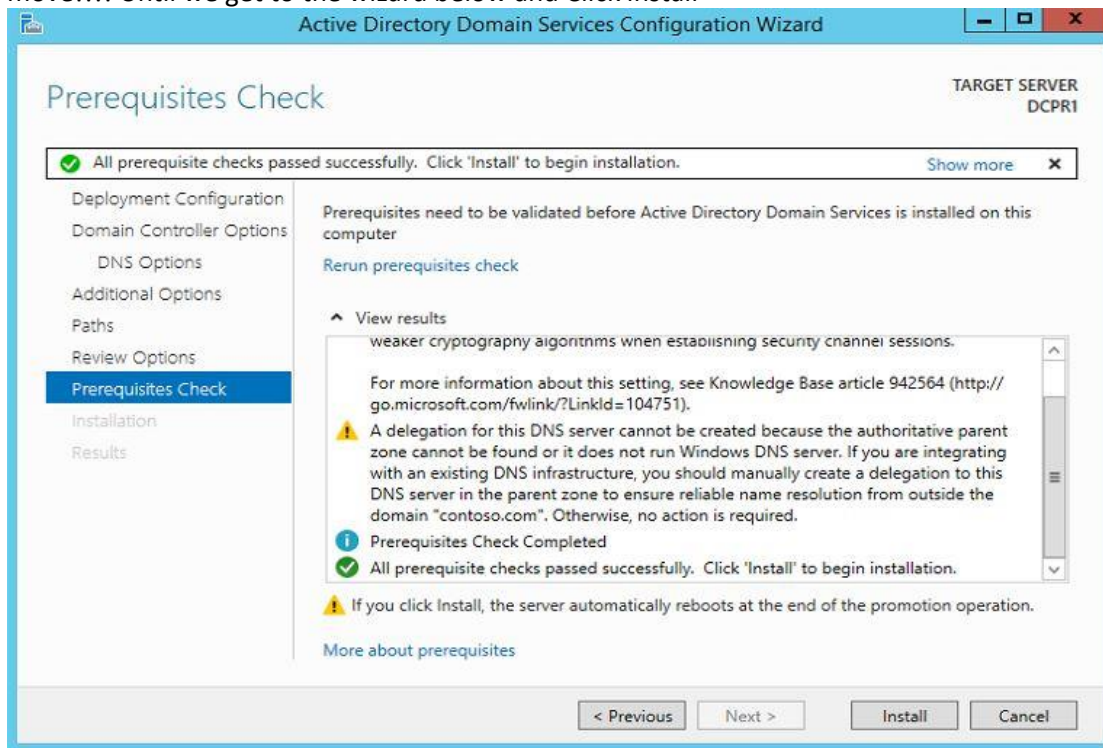 Active Directory Domain Services Configuration Wizard
Prerequisites Check
TARGET SERVER
DCPR1
All prerequisite checks passed successfully. Click 'Install' to begin installation.
Show more
Deployment Configuration
Domain Controller Options
DNS Options
Additional Options
Paths
Review Options
Prerequisites Check
Installation
Results
Prerequisites need to be validated before Active Directory Domain Services is installed on this
computer
Rerun prerequisites check
View results
weaker cryptography algorithms when establishing security channel sessions.
For more information about this setting, see Knowledge Base article 942564 (http://
go.microsoft.com/fwlink/?LinkId=104751).
A delegation for this DNS server cannot be created because the authoritative parent
zone cannot be found or it does not run Windows DNS server. If you are integrating
with an existing DNS infrastructure, you should manually create a delegation to this
DNS server in the parent zone to ensure reliable name resolution from outside the
domain "contoso.com". Otherwise, no action is required.
Prerequisites Check Completed
All prerequisite checks passed successfully. Click 'Install' to begin installation.
If you click Install, the server automatically reboots at the end of the promotion operation.
More about prerequisites
< Previous
Next >
Install
Cancel